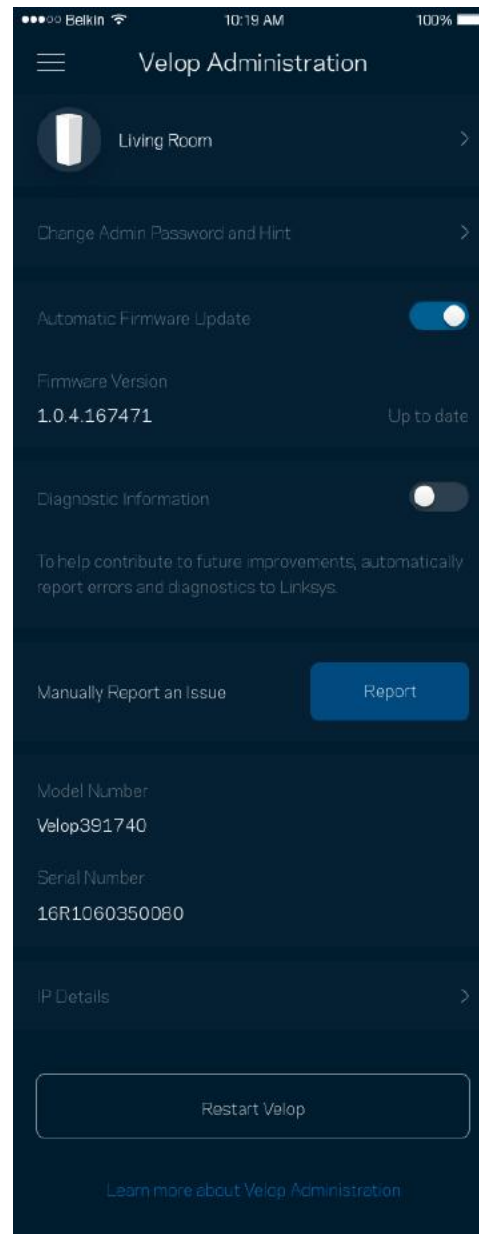 Belkin 10:19 AM 100%
Velop Administration
Living Room
Change Admin Password and Hint
Automatic Firmware Update
Firmware Version
1.0.4.167471 Up to date
Diagnostic Information
To help contribute to future improvements, automatically
report errors and diagnostics to Linksys.
Manually Report an Issue Report
Model Number
Velop391740
Serial Number
16R1060350080
IP Details
Restart Velop
Learn more about Velop Administration